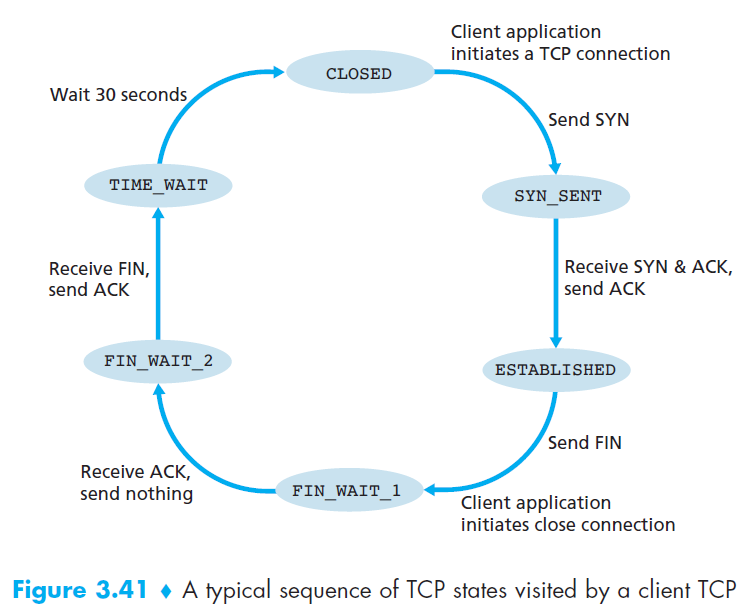 Client application
initiates a TCP connection
CLOSED
Wait 30 seconds
Send SYN
TIME_WAIT
SYN_SENT
Receive FIN,
send ACK
Receive SYN & ACK,
send ACK
FIN_WAIT_2
ESTABLISHED
Send FIN
Receive ACK,
send nothing
FIN_WAIT_1
Client application
initiates close connection
Figure 3.41 ♦ A typical sequence of TCP states visited by a client TCP